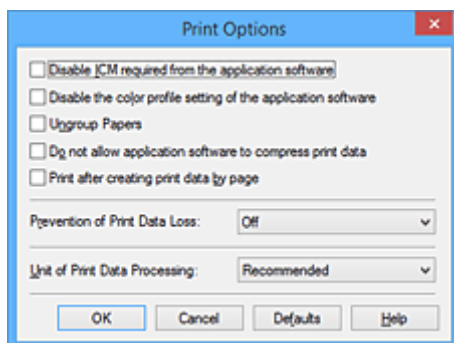 Print Options
Disable ICM required from the application software
Disable the color profile setting of the application software
Ungroup Papers
Do not allow application software to compress print data
Print after creating print data by page
Prevention of Print Data Loss: Off
Unit of Print Data Processing: Recommended
OK Cancel Defaults Help